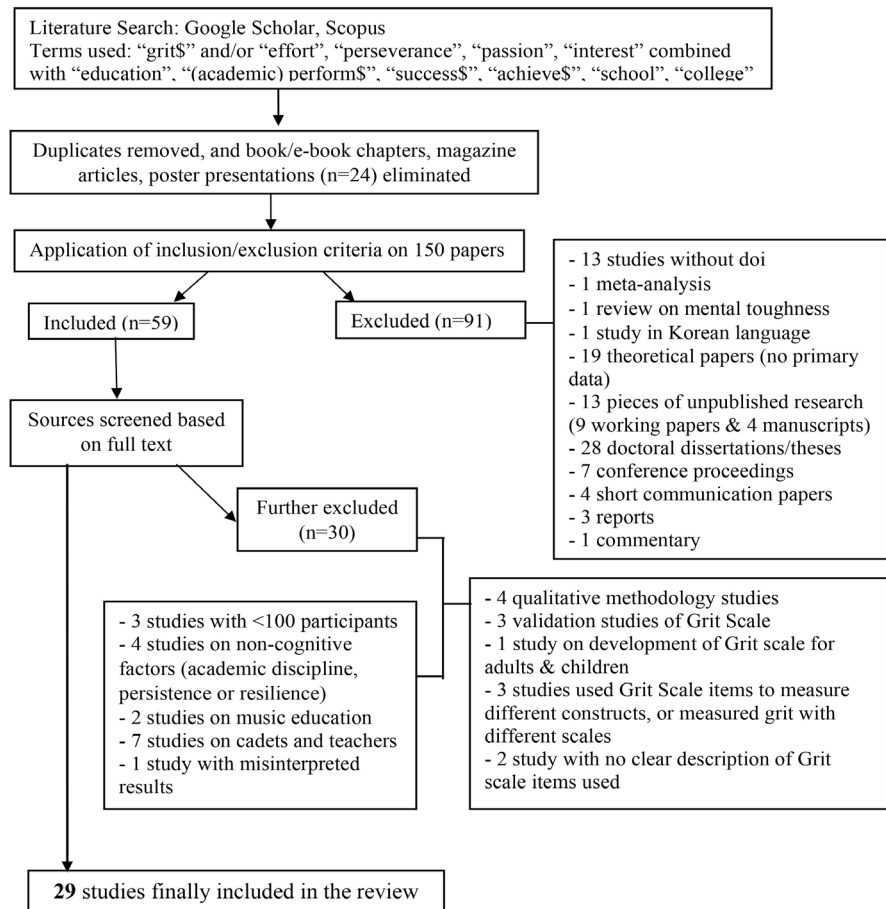 Literature Search: Google Scholar, Scopus
Terms used: “grit$” and/or “effort”, “perseverance”, “passion”, “interest” combined
with “education”, “(academic) perform$”, “success$”, “achieve$”, “school”, “college”
Duplicates removed, and book/e-book chapters, magazine
articles, poster presentations (n=24) eliminated
Application of inclusion/exclusion criteria on 150 papers
Included (n=59)
Excluded (n=91)
- 13 studies without doi
- 1 meta-analysis
- 1 review on mental toughness
- 1 study in Korean language
- 19 theoretical papers (no primary
data)
- 13 pieces of unpublished research
(9 working papers & 4 manuscripts)
- 28 doctoral dissertations/theses
- 7 conference proceedings
- 4 short communication papers
- 3 reports
- 1 commentary
Sources screened based
on full text
Further excluded
(n=30)
- 3 studies with <100 participants
- 4 studies on non-cognitive
factors (academic discipline,
persistence or resilience)
- 2 studies on music education
- 7 studies on cadets and teachers
- 1 study with misinterpreted
results
- 4 qualitative methodology studies
- 3 validation studies of Grit Scale
- 1 study on development of Grit scale for
adults & children
- 3 studies used Grit Scale items to measure
different constructs, or measured grit with
different scales
- 2 study with no clear description of Grit
scale items used
29 studies finally included in the review